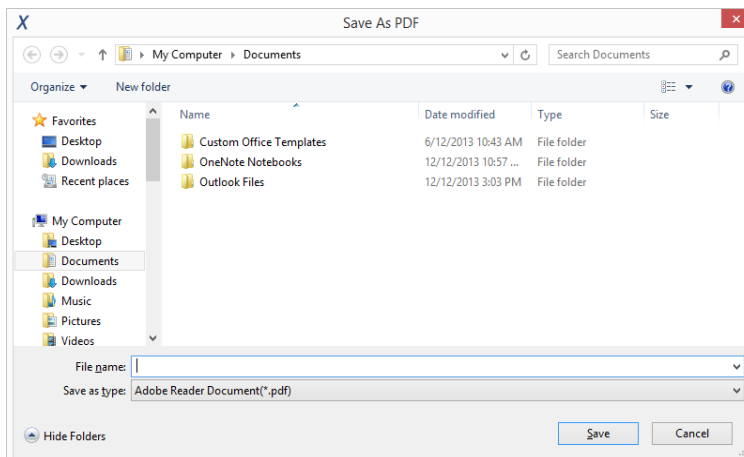 X Save As PDF
My Computer Documents Search Documents
Organize New folder
Name Date modified Type Size
Favorites
Desktop
Downloads
Recent places
My Computer
Desktop
Documents
Downloads
Music
Pictures
Videos
Custom Office Templates 6/12/2013 10:43 AM File folder
OneNote Notebooks 12/12/2013 10:57 ... File folder
Outlook Files 12/12/2013 3:03 PM File folder
File name:
Save as type: Adobe Reader Document(*.pdf)
Hide Folders Save Cancel